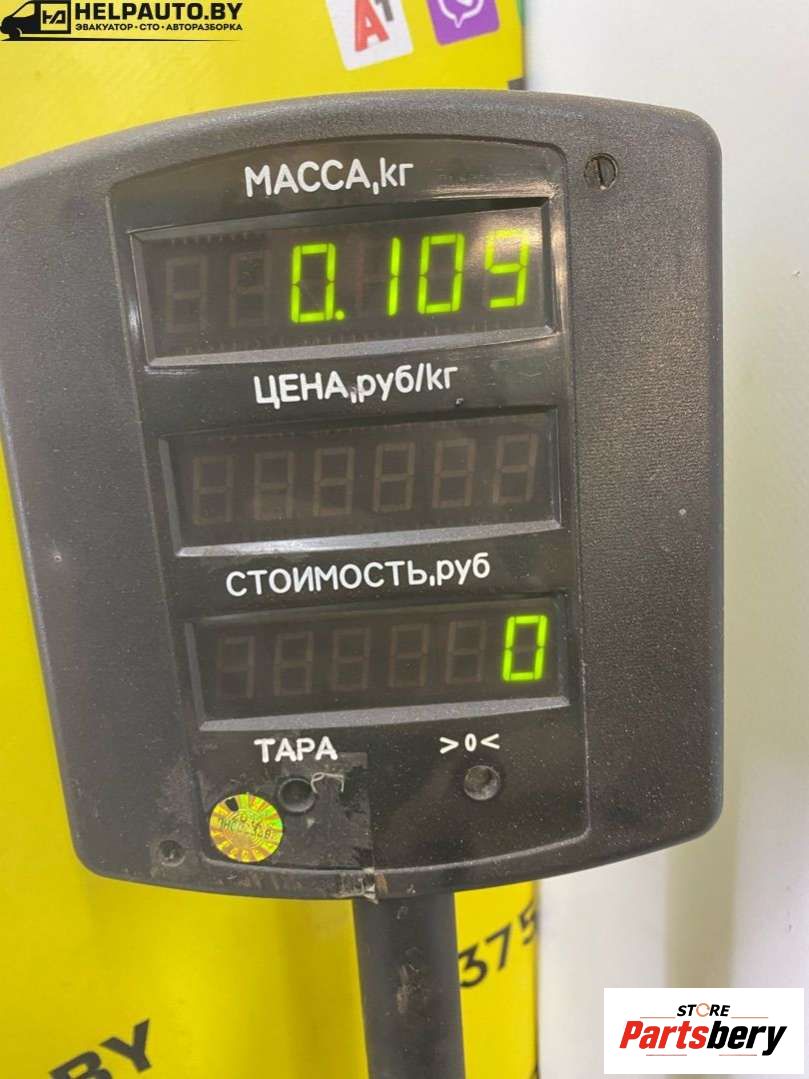 HELPAUTO.BY
ЭВАКУАТОР • СТО • АВТОРАЗБОРКА
МАССА,кг
0.109
ЦЕНА,руб/кг
СТОИМОСТЬ,руб
0
ТАРА
>0<
375
BY
STORE
Partsbery